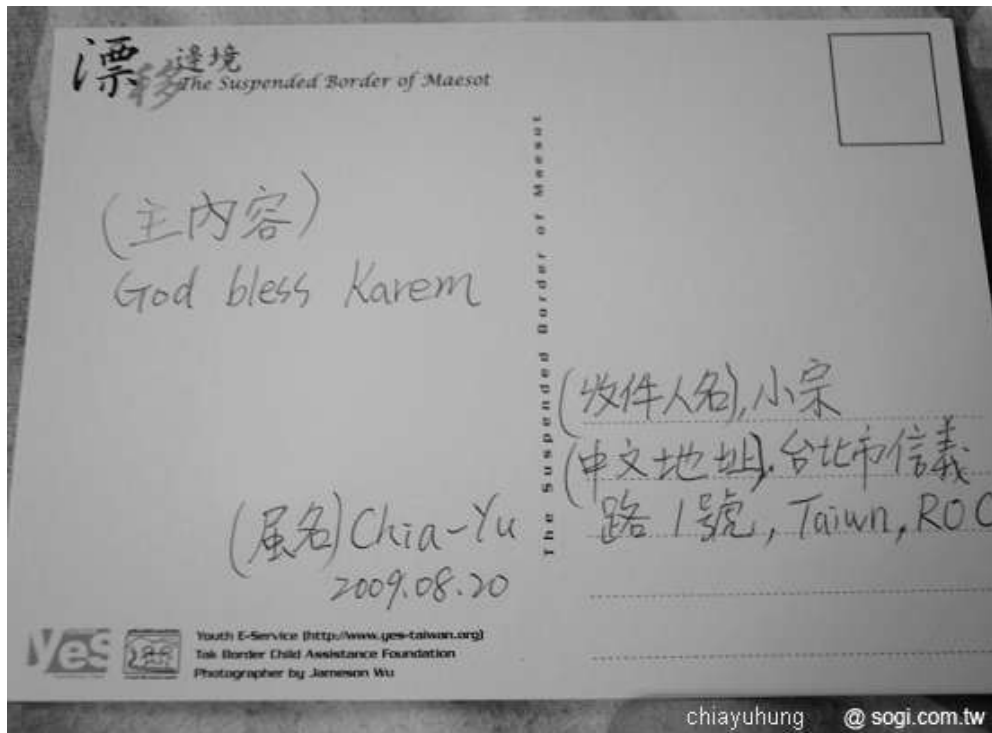 漂移邊境
The Suspended Border of Maesot
(主內容)
God bless Karem
(屆名) Chia-Yu
2009.08.20
The Suspended Border of Maesot
(收件人名), 小宗
(中文地址), 台北市信義
路1號, Taiwn, ROC
YeS
Youth E-Service (http://www.yes-taiwan.org)
Tak Border Child Assistance Foundation
Photographer by Jameson Wu
chiayuhung @ sogi.com.tw